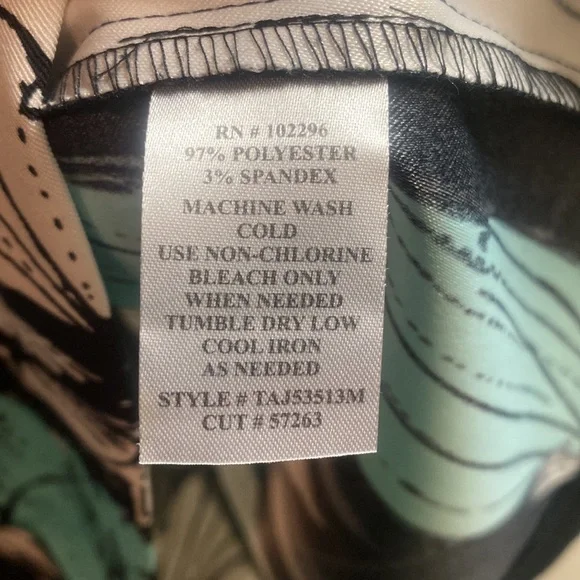 RN # 102296
97% POLYESTER
3% SPANDEX
MACHINE WASH
COLD
USE NON-CHLORINE
BLEACH ONLY
WHEN NEEDED
TUMBLE DRY LOW
COOL IRON
AS NEEDED
STYLE # TAJ53513M
CUT # 57263